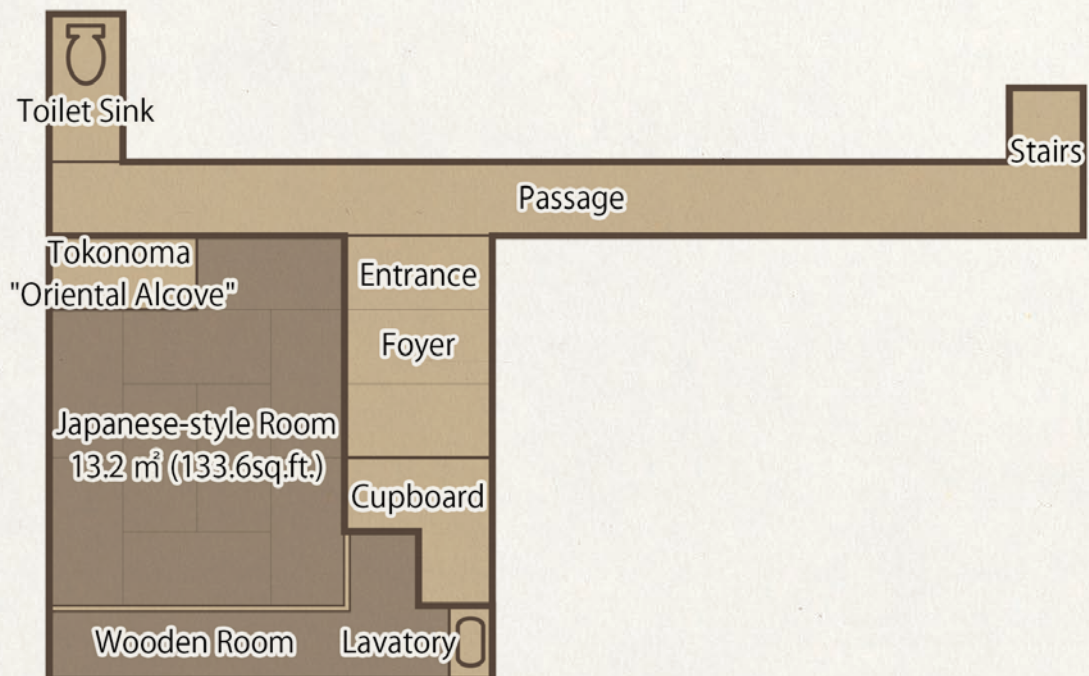 Toilet Sink
Stairs
Passage
Tokonoma
"Oriental Alcove"
Entrance
Foyer
Japanese-style Room
13.2 ㎡ (133.6sq.ft.)
Cupboard
Wooden Room
Lavatory